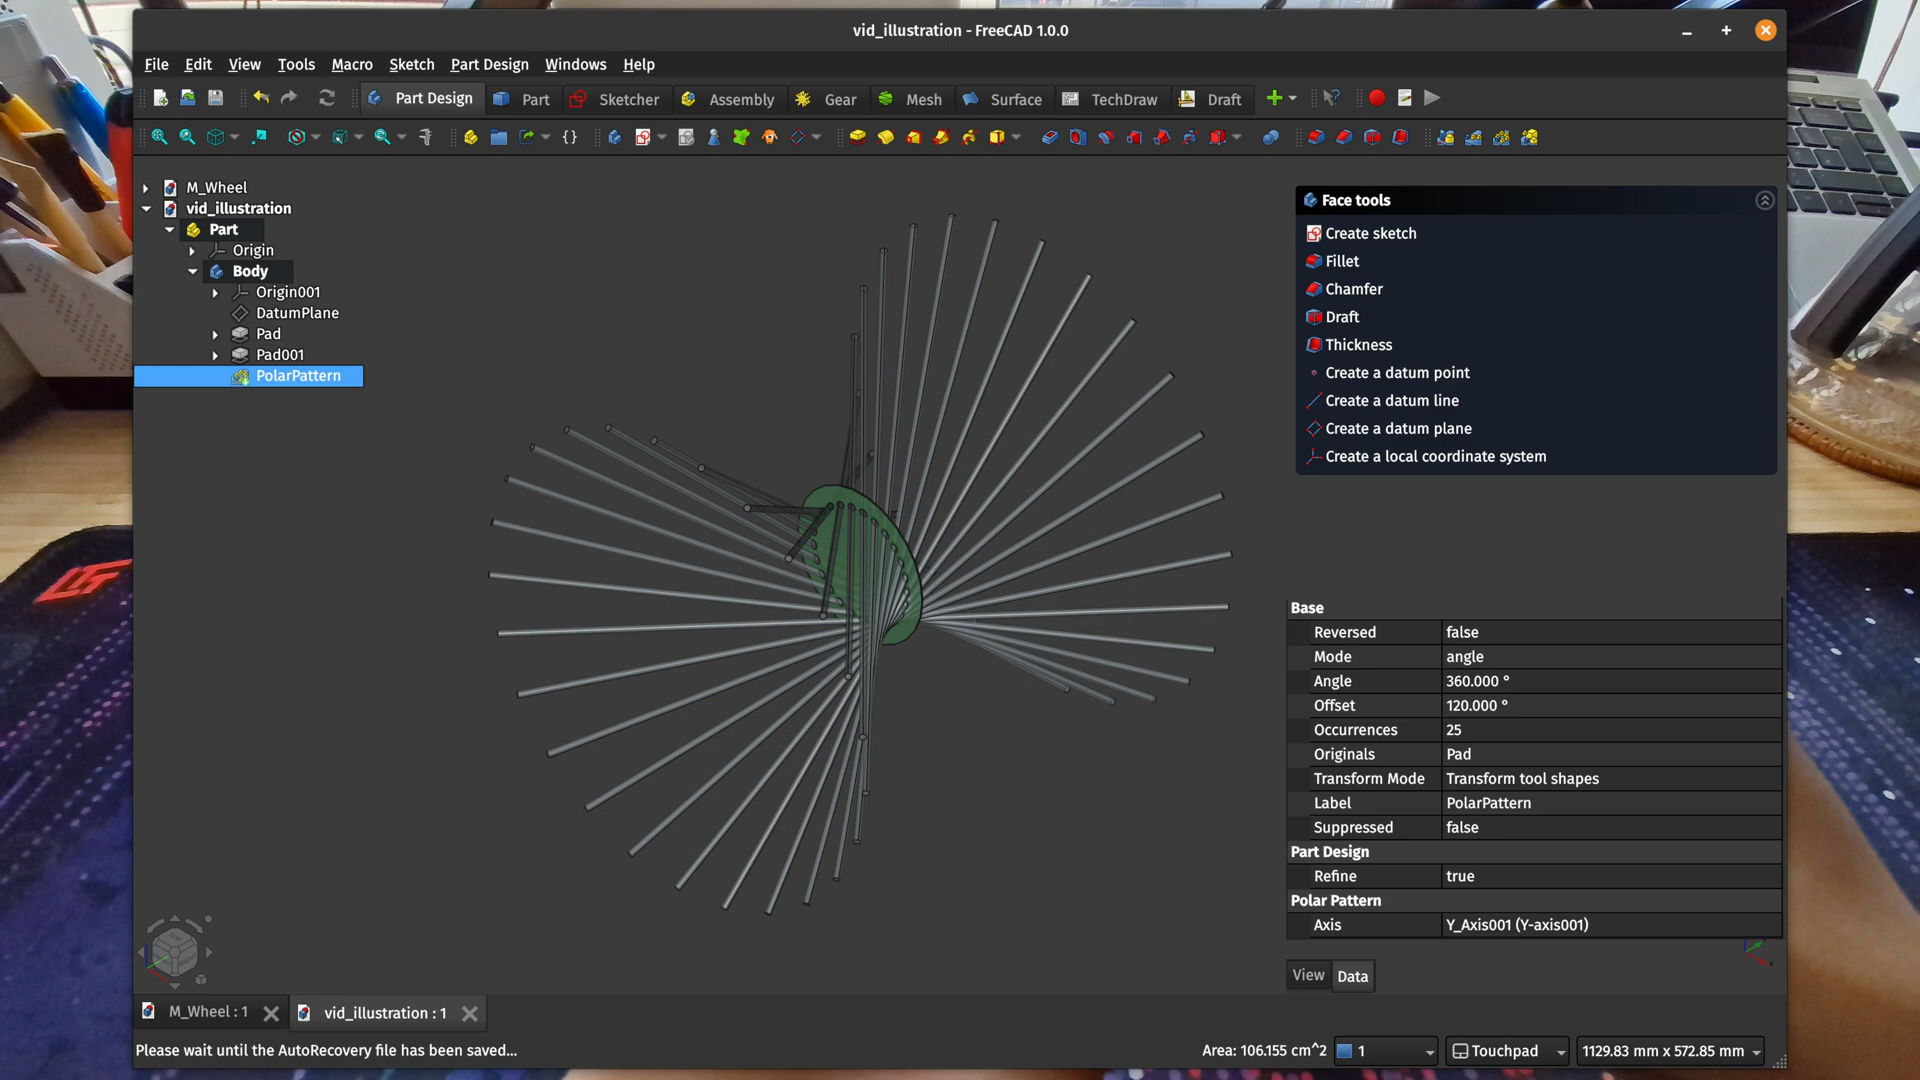 vid_illustration - FreeCAD 1.0.0
File Edit View Tools Macro Sketch Part Design Windows Help
Part Design Part Sketcher Assembly Gear Mesh Surface TechDraw Draft
M_Wheel
vid_illustration
Part
Origin
Body
Origin001
DatumPlane
Pad
Pad001
PolarPattern
Face tools
Create sketch
Fillet
Chamfer
Draft
Thickness
Create a datum point
Create a datum line
Create a datum plane
Create a local coordinate system
Base
Reversed false
Mode angle
Angle 360.000 °
Offset 120.000 °
Occurrences 25
Originals Pad
Transform Mode Transform tool shapes
Label PolarPattern
Suppressed false
Part Design
Refine true
Polar Pattern
Axis Y_Axis001 (Y-axis001)
View Data
M_Wheel : 1 vid_illustration : 1
Please wait until the AutoRecovery file has been saved... Area: 106.155 cm^2 1 Touchpad 1129.83 mm x 572.85 mm